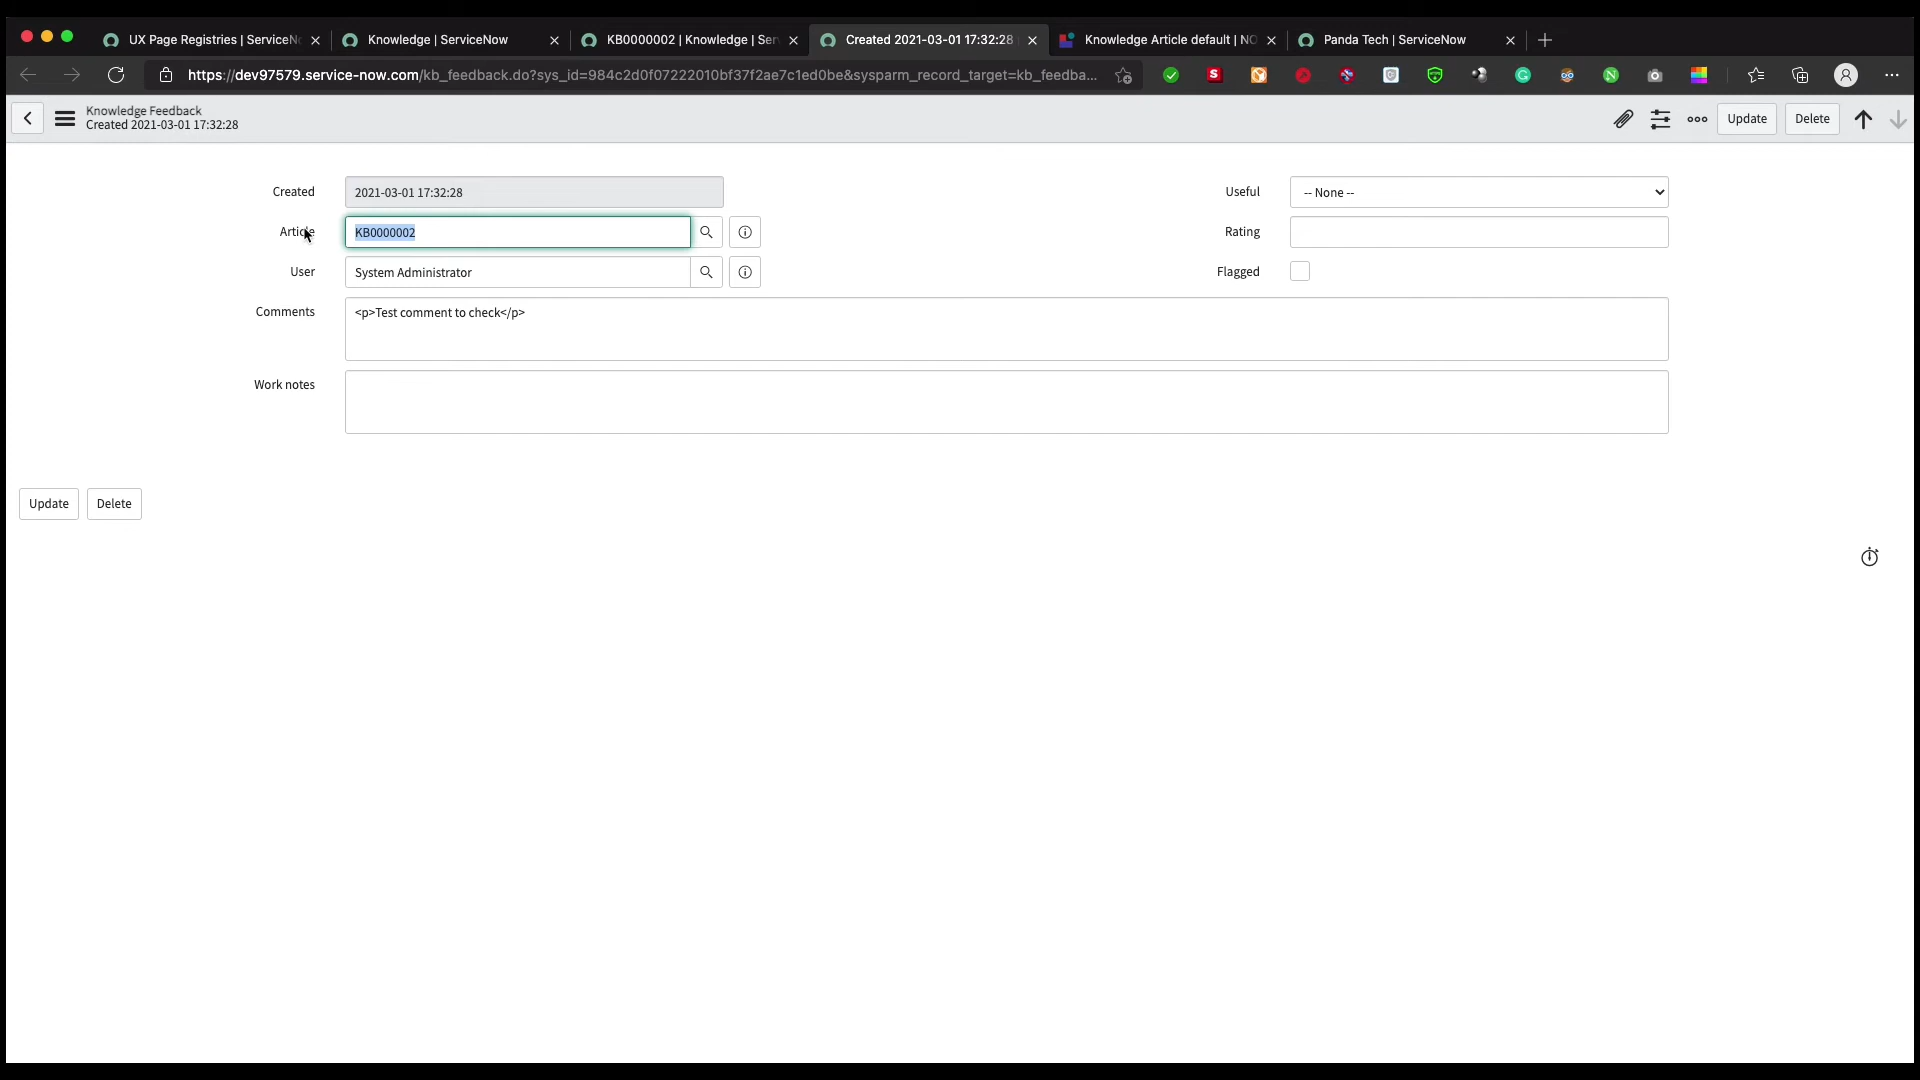 UX Page Registries | ServiceN
Knowledge | ServiceNow
KB0000002 | Knowledge | Ser
Created 2021-03-01 17:32:28
Knowledge Article default | NO
Panda Tech | ServiceNow
https://dev97579.service-now.com/kb_feedback.do?sys_id=984c2d0f07222010bf37f2ae7c1ed0be&sysparm_record_target=kb_feedba...
Knowledge Feedback
Created 2021-03-01 17:32:28
Update
Delete
Created
2021-03-01 17:32:28
Useful
-- None --
Article
KB0000002
Rating
User
System Administrator
Flagged
Comments
<p>Test comment to check</p>
Work notes
Update
Delete